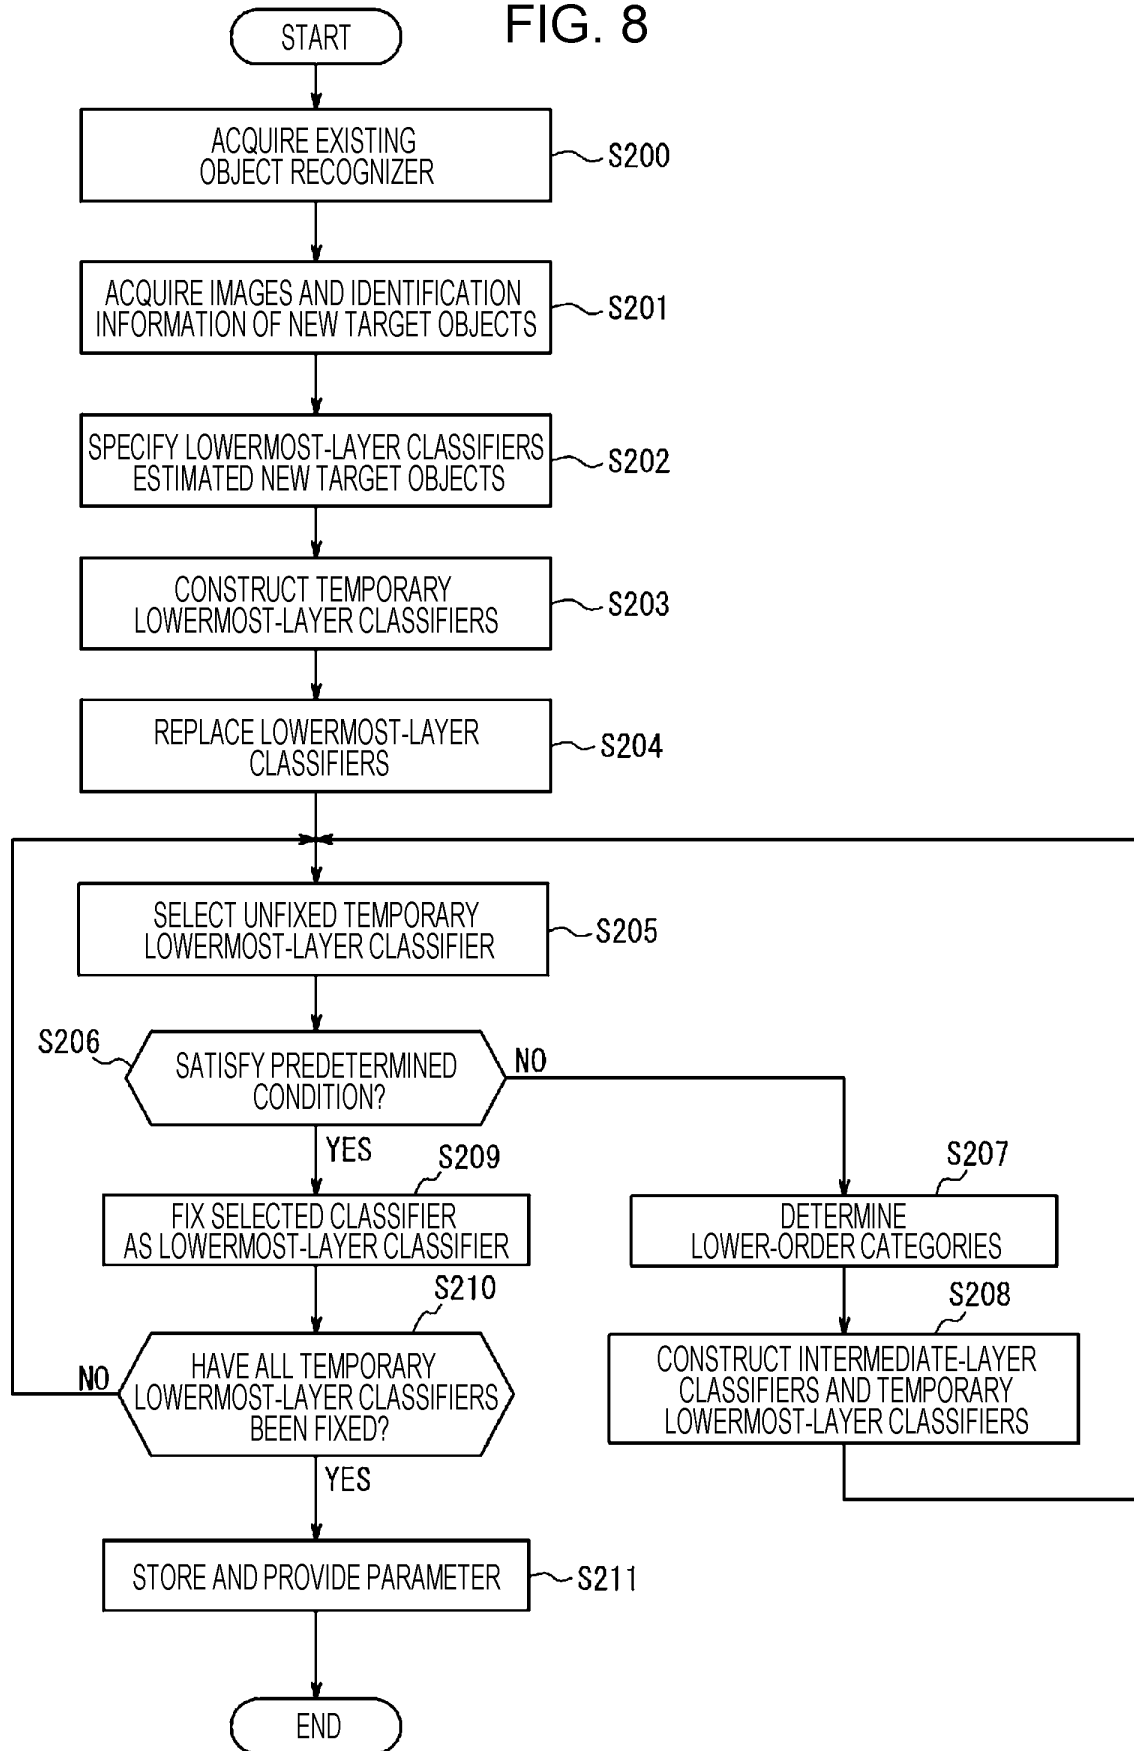 FIG. 8
START
ACQUIRE EXISTING
OBJECT RECOGNIZER
S200
ACQUIRE IMAGES AND IDENTIFICATION
INFORMATION OF NEW TARGET OBJECTS
S201
SPECIFY LOWERMOST-LAYER CLASSIFIERS
ESTIMATED NEW TARGET OBJECTS
S202
CONSTRUCT TEMPORARY
LOWERMOST-LAYER CLASSIFIERS
S203
REPLACE LOWERMOST-LAYER
CLASSIFIERS
S204
SELECT UNFIXED TEMPORARY
LOWERMOST-LAYER CLASSIFIER
S205
S206
SATISFY PREDETERMINED
CONDITION?
NO
YES
S209
FIX SELECTED CLASSIFIER
AS LOWERMOST-LAYER CLASSIFIER
S207
DETERMINE
LOWER-ORDER CATEGORIES
S210
HAVE ALL TEMPORARY
LOWERMOST-LAYER CLASSIFIERS
BEEN FIXED?
NO
YES
S208
CONSTRUCT INTERMEDIATE-LAYER
CLASSIFIERS AND TEMPORARY
LOWERMOST-LAYER CLASSIFIERS
STORE AND PROVIDE PARAMETER
S211
END